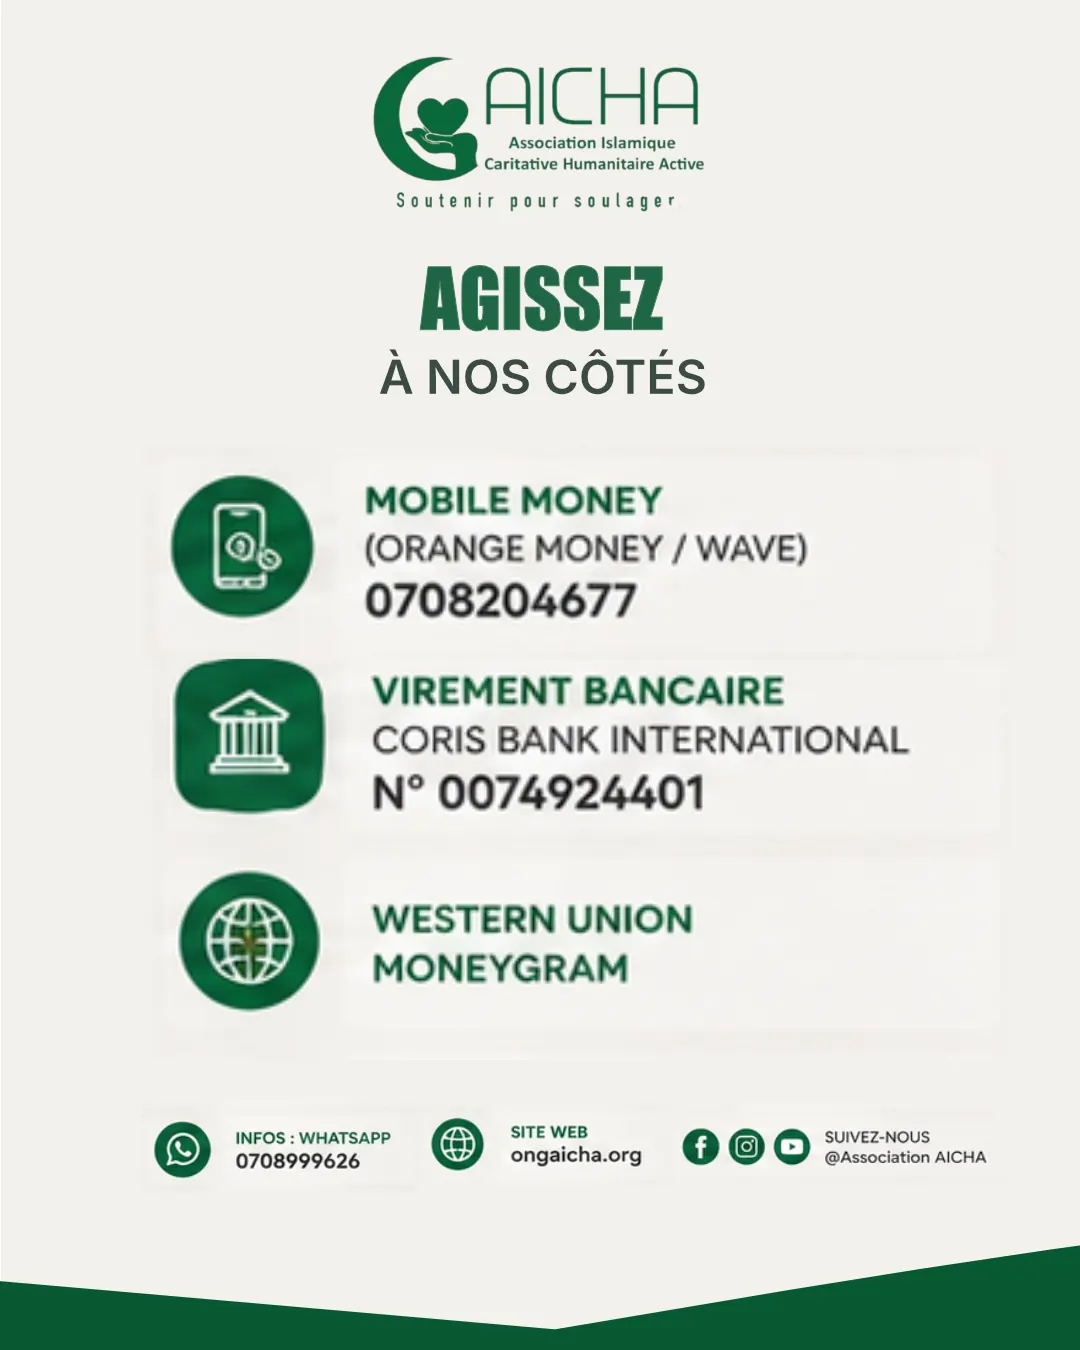 AICHA
Association Islamique
Caritative Humanitaire Active
Soutenir pour soulager
AGISSEZ
À NOS CÔTÉS
MOBILE MONEY
(ORANGE MONEY / WAVE)
0708204677
VIREMENT BANCAIRE
CORIS BANK INTERNATIONAL
N° 0074924401
WESTERN UNION
MONEYGRAM
INFOS : WHATSAPP
0708999626
SITE WEB
ongaicha.org
SUIVEZ-NOUS
@Association AICHA